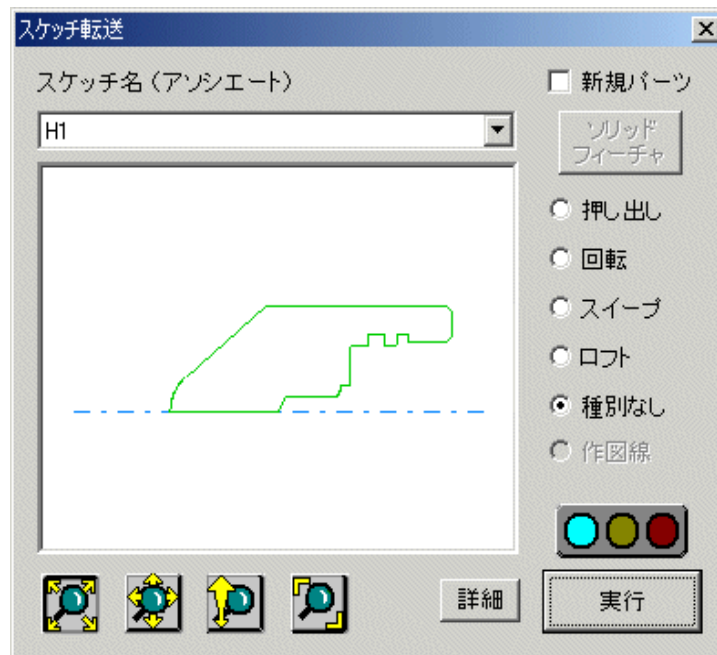 スケッチ転送
スケッチ名（アソシエート）
H1
新規パーツ
ソリッド
フィーチャ
押し出し
回転
スイープ
ロフト
種別なし
作図線
詳細
実行